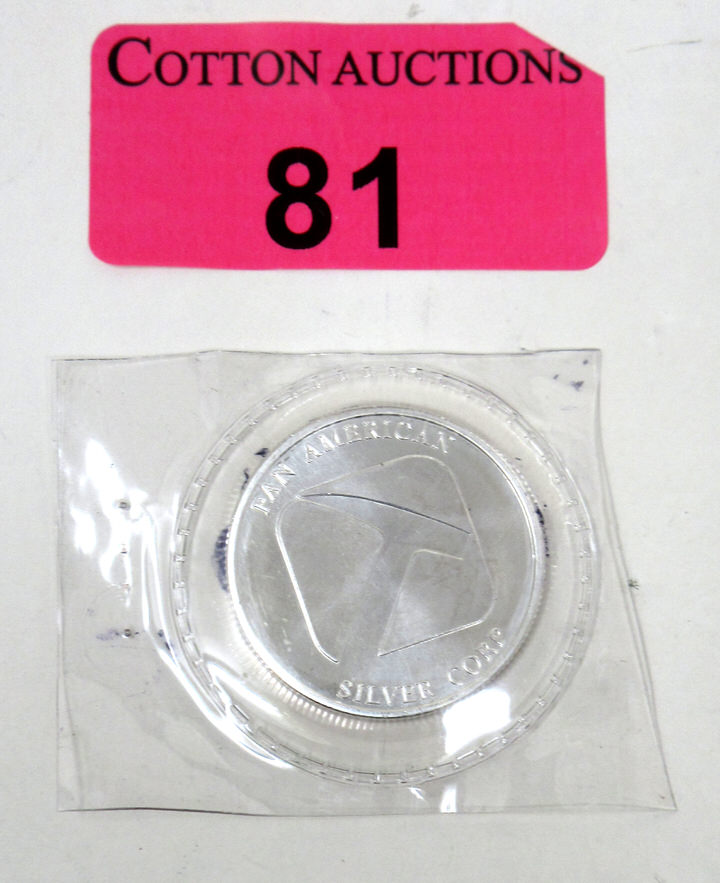 COTTON AUCTIONS
81
PAN AMERICAN
SILVER CORP